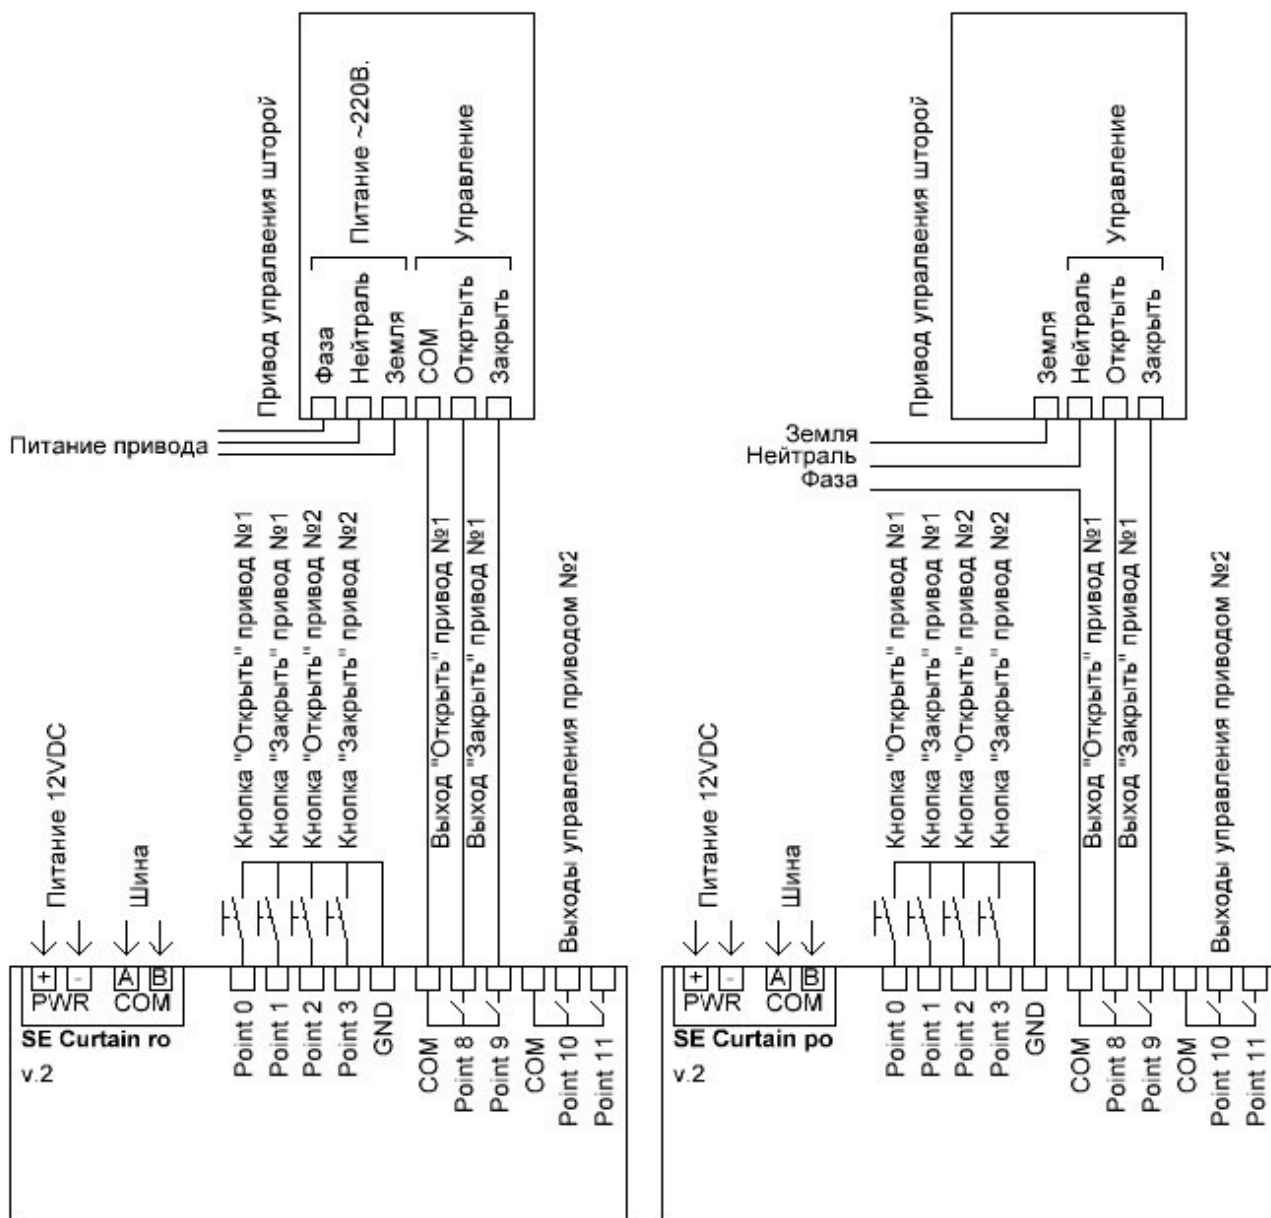 Привод упралвения шторой
Питание ~220В.
Управление
Фаза
Нейтраль
Земля
COM
Откртыть
Закрыть
Питание привода
Кнопка "Открыть" привод №1
Кнопка "Закрыть" привод №1
Кнопка "Открыть" привод №2
Кнопка "Закрыть" привод №2
Выход "Открыть" привод №1
Выход "Закрыть" привод №1
Выходы управления приводом №2
Питание 12VDC
Шина
+ - A B
PWR COM
SE Curtain ro
v.2
Point 0
Point 1
Point 2
Point 3
GND
COM
Point 8
Point 9
COM
Point 10
Point 11
Привод упралвения шторой
Управление
Земля
Нейтраль
Откртыть
Закрыть
Земля
Нейтраль
Фаза
Кнопка "Открыть" привод №1
Кнопка "Закрыть" привод №1
Кнопка "Открыть" привод №2
Кнопка "Закрыть" привод №2
Выход "Открыть" привод №1
Выход "Закрыть" привод №1
Выходы управления приводом №2
Питание 12VDC
Шина
+ - A B
PWR COM
SE Curtain po
v.2
Point 0
Point 1
Point 2
Point 3
GND
COM
Point 8
Point 9
COM
Point 10
Point 11